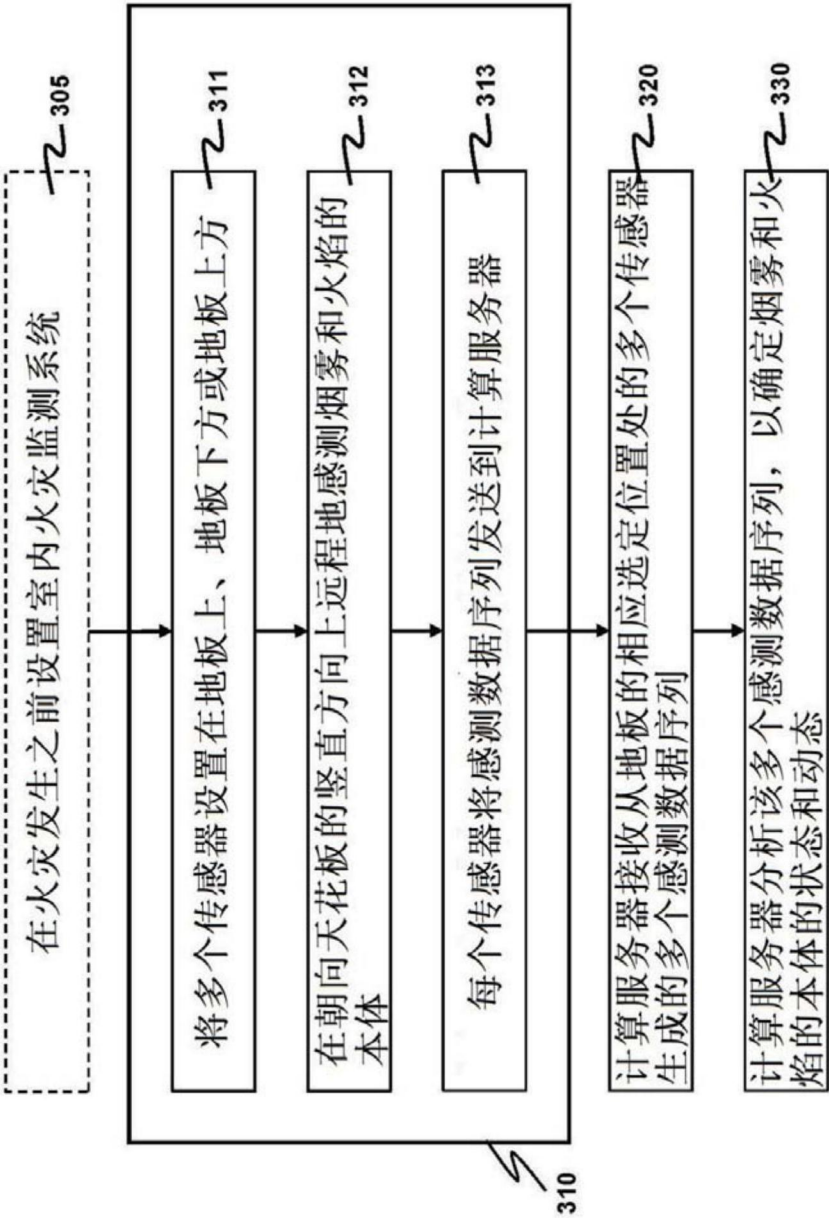 305
在火灾发生之前设置室内火灾监测系统
311
将多个传感器设置在地板上、地板下方或地板上方
312
在朝向天花板的竖直方向上远程地感测烟雾和火焰的
本体
313
每个传感器将感测数据序列发送到计算服务器
310
320
计算服务器接收从地板的相应选定位置处的多个传感器
生成的多个感测数据序列
330
计算服务器分析该多个感测数据序列，以确定烟雾和火
焰的本体的状态和动态